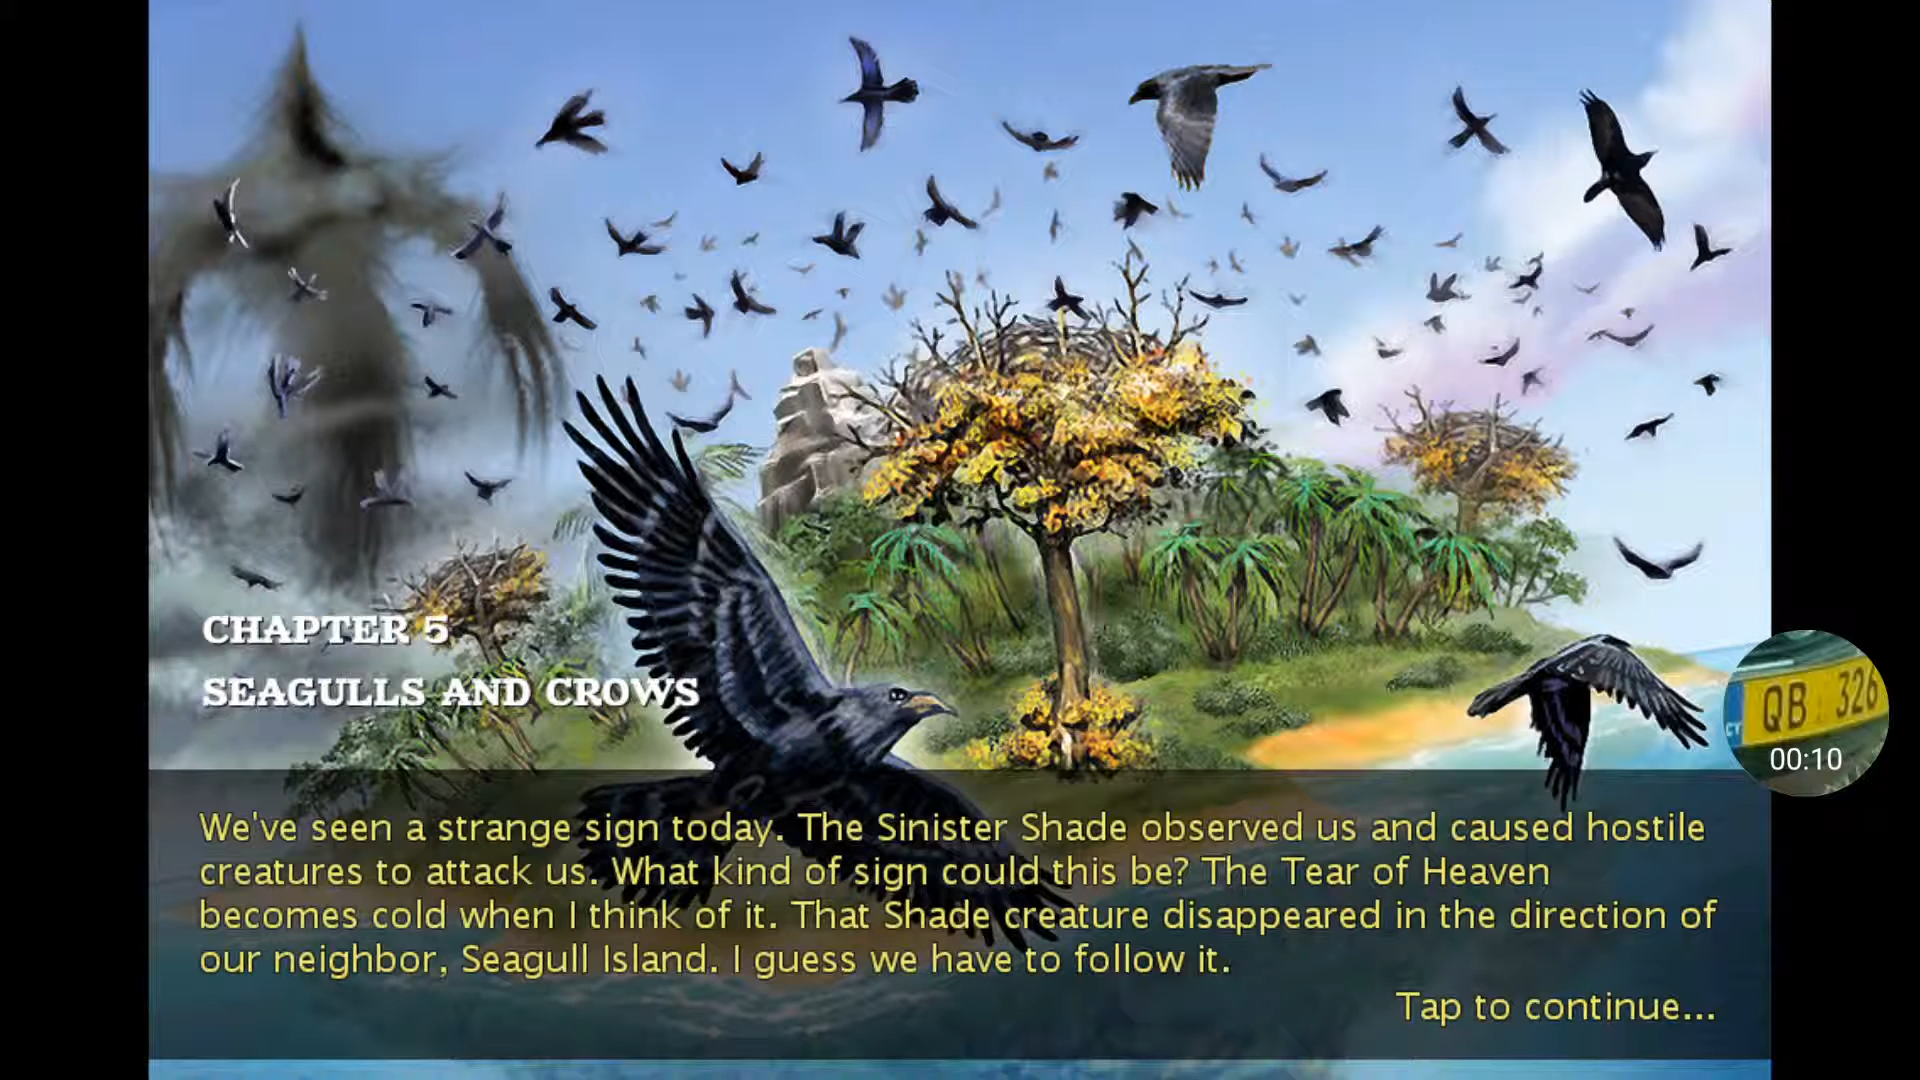 CHAPTER 5
SEAGULLS AND CROWS
CY QB 326
00:10
We've seen a strange sign today. The Sinister Shade observed us and caused hostile
creatures to attack us. What kind of sign could this be? The Tear of Heaven
becomes cold when I think of it. That Shade creature disappeared in the direction of
our neighbor, Seagull Island. I guess we have to follow it.
Tap to continue...